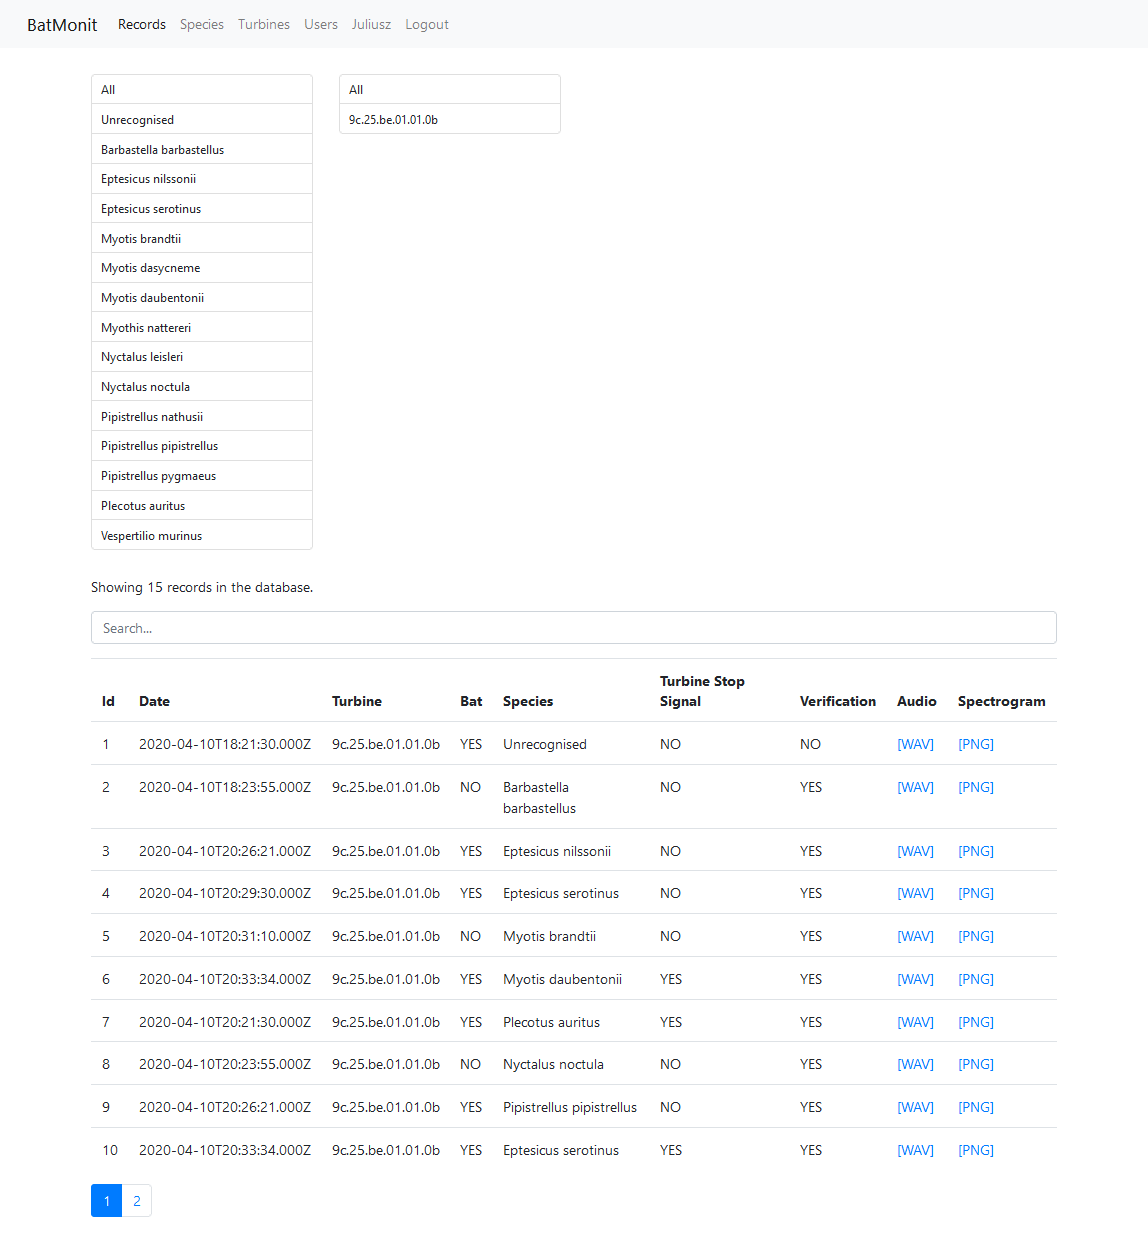 BatMonit Records Species Turbines Users Juliusz Logout
All
Unrecognised
Barbastella barbastellus
Eptesicus nilssonii
Eptesicus serotinus
Myotis brandtii
Myotis dasycneme
Myotis daubentonii
Myothis nattereri
Nyctalus leisleri
Nyctalus noctula
Pipistrellus nathusii
Pipistrellus pipistrellus
Pipistrellus pygmaeus
Plecotus auritus
Vespertilio murinus
All
9c.25.be.01.01.0b
Showing 15 records in the database.
Search...
Id Date Turbine Bat Species Turbine Stop Signal Verification Audio Spectrogram
1 2020-04-10T18:21:30.000Z 9c.25.be.01.01.0b YES Unrecognised NO NO [WAV] [PNG]
2 2020-04-10T18:23:55.000Z 9c.25.be.01.01.0b NO Barbastella barbastellus NO YES [WAV] [PNG]
3 2020-04-10T20:26:21.000Z 9c.25.be.01.01.0b YES Eptesicus nilssonii NO YES [WAV] [PNG]
4 2020-04-10T20:29:30.000Z 9c.25.be.01.01.0b YES Eptesicus serotinus NO YES [WAV] [PNG]
5 2020-04-10T20:31:10.000Z 9c.25.be.01.01.0b NO Myotis brandtii NO YES [WAV] [PNG]
6 2020-04-10T20:33:34.000Z 9c.25.be.01.01.0b YES Myotis daubentonii YES YES [WAV] [PNG]
7 2020-04-10T20:21:30.000Z 9c.25.be.01.01.0b YES Plecotus auritus YES YES [WAV] [PNG]
8 2020-04-10T20:23:55.000Z 9c.25.be.01.01.0b NO Nyctalus noctula NO YES [WAV] [PNG]
9 2020-04-10T20:26:21.000Z 9c.25.be.01.01.0b YES Pipistrellus pipistrellus NO YES [WAV] [PNG]
10 2020-04-10T20:33:34.000Z 9c.25.be.01.01.0b YES Eptesicus serotinus YES YES [WAV] [PNG]
1 2